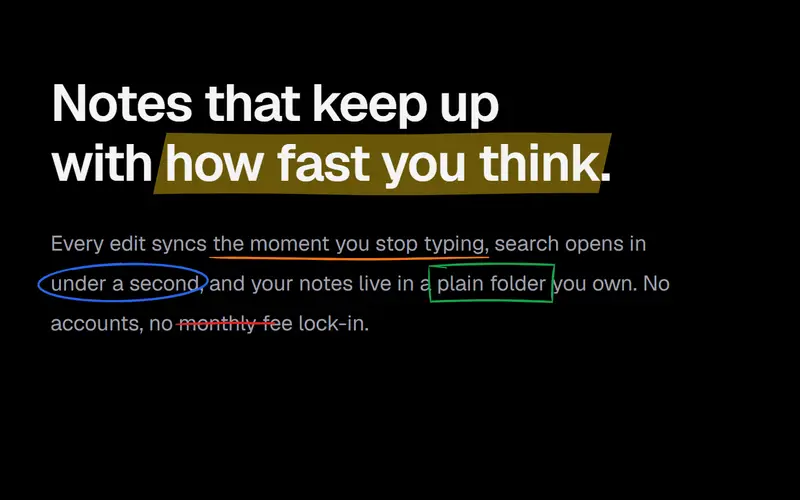 Notes that keep up
with how fast you think.
Every edit syncs the moment you stop typing, search opens in
under a second, and your notes live in a plain folder you own. No
accounts, no monthly fee lock-in.